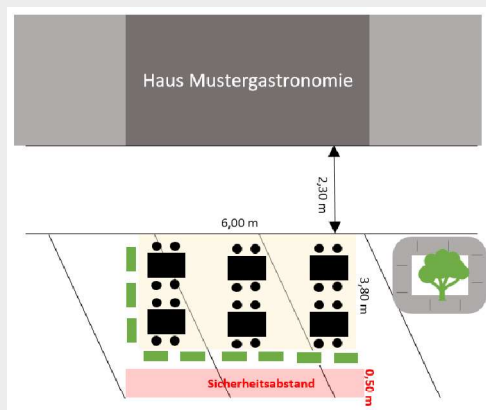 Haus Mustergastronomie
2,30 m
6,00 m
3,80 m
Sicherheitsabstand
0,50 m